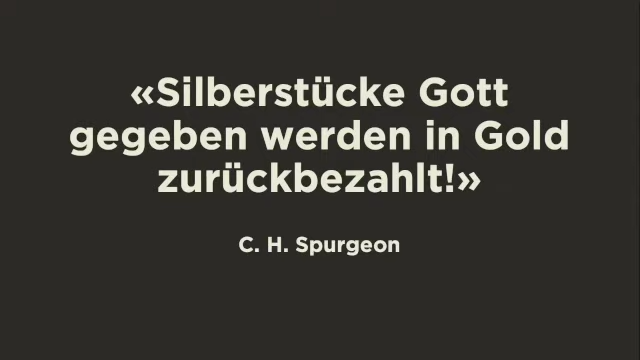 «Silberstücke Gott
gegeben werden in Gold
zurückbezahlt!»
C. H. Spurgeon